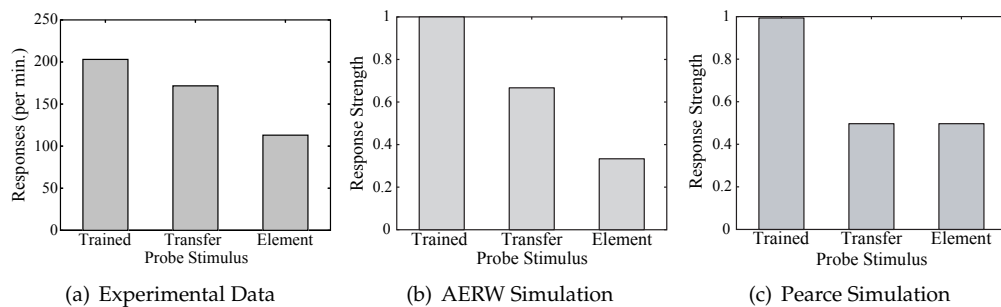 250
200
150
100
50
0
Responses (per min.)
Trained Transfer Element
Probe Stimulus
(a) Experimental Data
1
0.8
0.6
0.4
0.2
0
Response Strength
Trained Transfer Element
Probe Stimulus
(b) AERW Simulation
1
0.8
0.6
0.4
0.2
0
Response Strength
Trained Transfer Element
Probe Stimulus
(c) Pearce Simulation